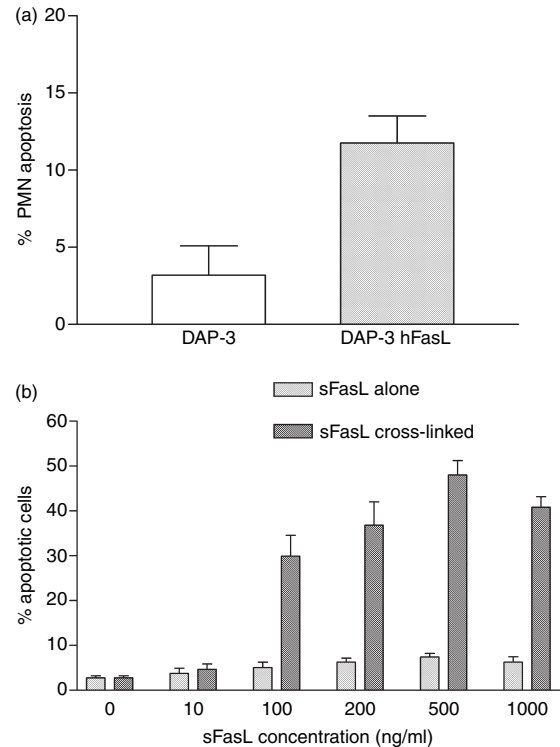 (a)
20
15
10
5
0
% PMN apoptosis
DAP-3 DAP-3 hFasL
(b)
sFasL alone
sFasL cross-linked
60
50
40
30
20
10
0
% apoptotic cells
0 10 100 200 500 1000
sFasL concentration (ng/ml)